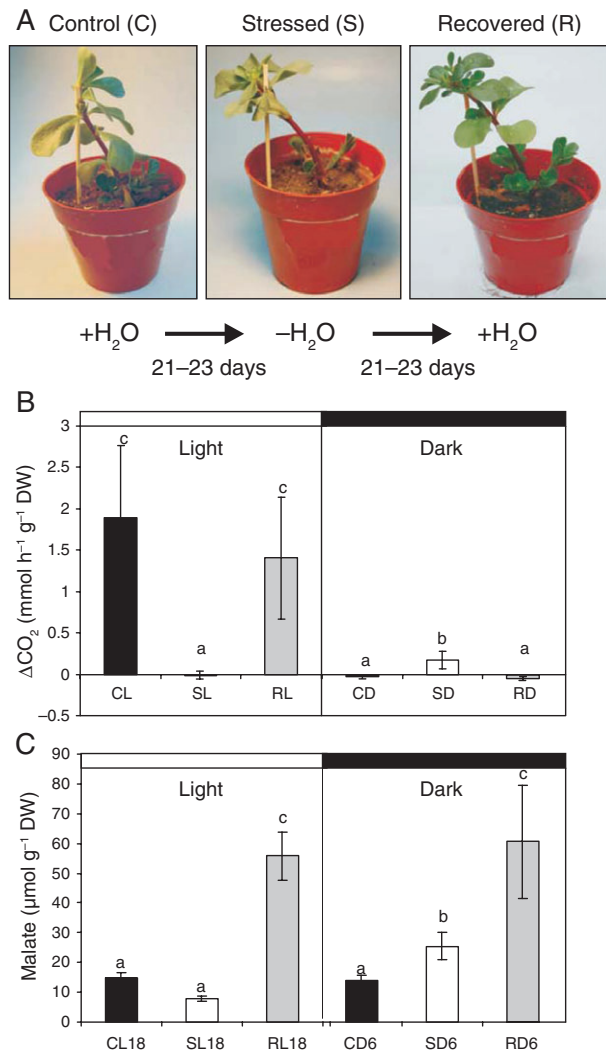 A Control (C) Stressed (S) Recovered (R)
+H₂O –H₂O +H₂O
21–23 days 21–23 days
B
3
2.5
2
1.5
1
0.5
0
–0.5
ΔCO₂ (mmol h⁻¹ g⁻¹ DW)
Light Dark
c a c a b a
CL SL RL CD SD RD
C
90
80
70
60
50
40
30
20
10
0
Malate (µmol g⁻¹ DW)
Light Dark
a a c a b c
CL18 SL18 RL18 CD6 SD6 RD6